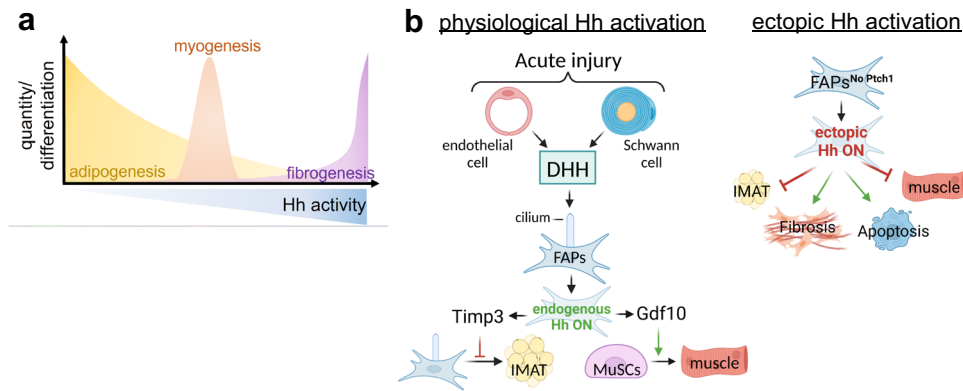 a
quantity/
differentiation
myogenesis
adipogenesis
fibrogenesis
Hh activity
b
physiological Hh activation
Acute injury
endothelial
cell
Schwann
cell
DHH
cilium
FAPs
endogenous
Hh ON
Timp3
Gdf10
IMAT
MuSCs
muscle
ectopic Hh activation
FAPsNo Ptch1
ectopic
Hh ON
IMAT
muscle
Fibrosis
Apoptosis